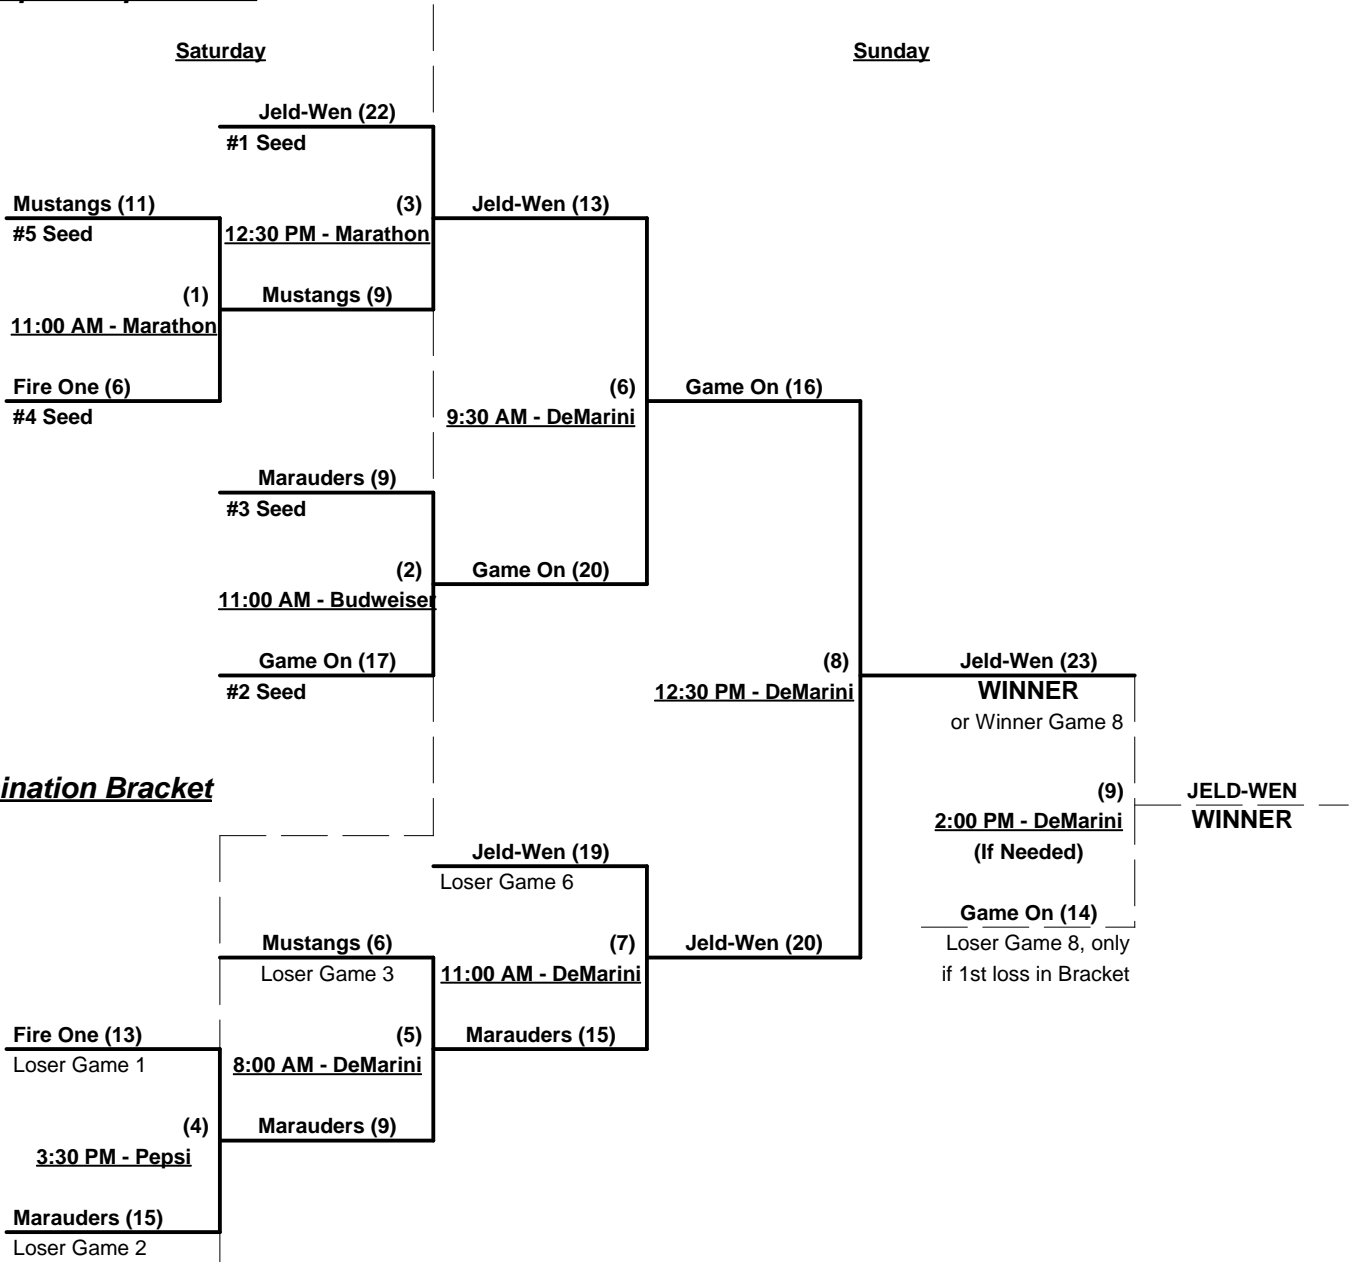 Saturday
Sunday
Jeld-Wen (22)
#1 Seed
Mustangs (11)
(3)
Jeld-Wen (13)
#5 Seed
12:30 PM - Marathon
(1)
Mustangs (9)
11:00 AM - Marathon
Fire One (6)
(6)
Game On (16)
#4 Seed
9:30 AM - DeMarini
Marauders (9)
#3 Seed
(2)
Game On (20)
11:00 AM - Budweiser
Game On (17)
(8)
Jeld-Wen (23)
#2 Seed
12:30 PM - DeMarini
WINNER
or Winner Game 8
ination Bracket
(9)
JELD-WEN
2:00 PM - DeMarini
WINNER
(If Needed)
Jeld-Wen (19)
Loser Game 6
Game On (14)
Mustangs (6)
(7)
Jeld-Wen (20)
Loser Game 8, only
Loser Game 3
11:00 AM - DeMarini
if 1st loss in Bracket
Fire One (13)
(5)
Marauders (15)
Loser Game 1
8:00 AM - DeMarini
(4)
Marauders (9)
3:30 PM - Pepsi
Marauders (15)
Loser Game 2